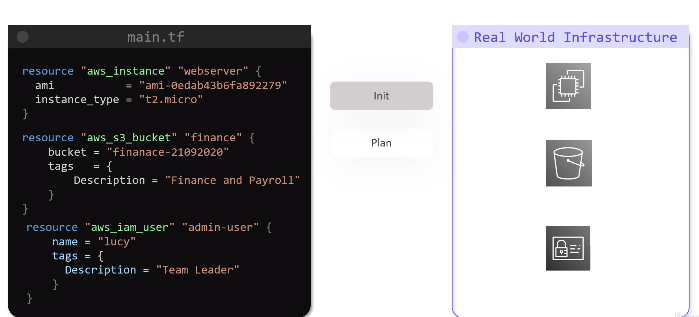 main.tf
resource "aws_instance" "webserver" {
ami = "ami-0edab43b6fa892279"
instance_type = "t2.micro"
}
resource "aws_s3_bucket" "finance" {
bucket = "finanace-21092020"
tags = {
Description = "Finance and Payroll"
}
}
resource "aws_iam_user" "admin-user" {
name = "lucy"
tags = {
Description = "Team Leader"
}
}
Init
Plan
Real World Infrastructure